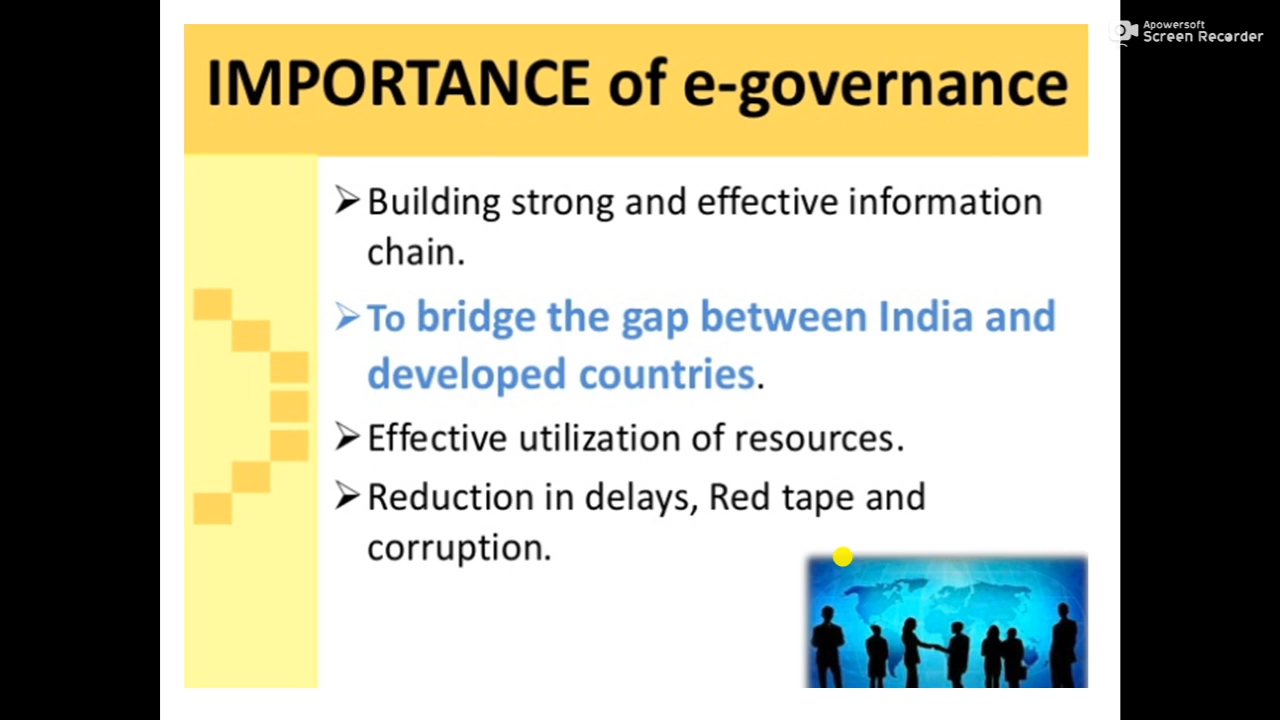 Apowersoft
Screen Recorder
IMPORTANCE of e-governance
➢Building strong and effective information
chain.
➢To bridge the gap between India and
developed countries.
➢Effective utilization of resources.
➢Reduction in delays, Red tape and
corruption.